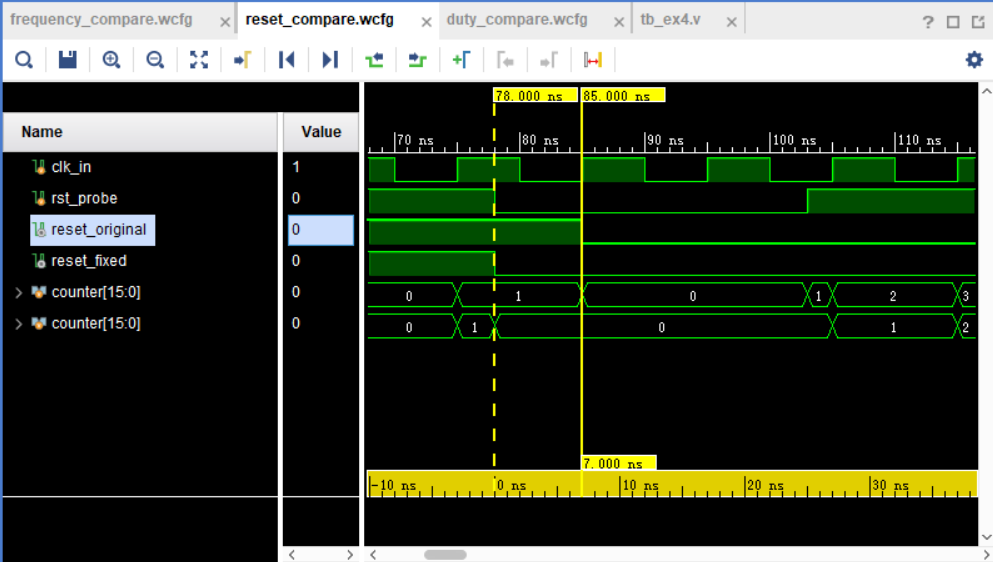 frequency_compare.wcfg × reset_compare.wcfg × duty_compare.wcfg × tb_ex4.v ×
78.000 ns 85.000 ns
Name Value
70 ns 80 ns 90 ns 100 ns 110 ns
clk_in 1
rst_probe 0
reset_original 0
reset_fixed 0
counter[15:0] 0 0 1 0 1 2 3
counter[15:0] 0 0 1 0 1 2
7.000 ns
-10 ns 0 ns 10 ns 20 ns 30 ns